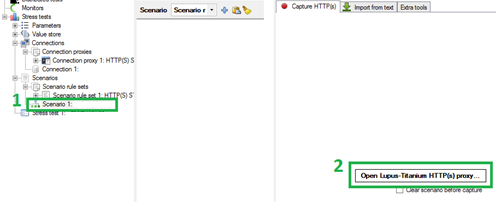 Monitors
Stress tests
Parameters
Value store
Connections
Connection proxies
Connection proxy 1: HTTP(S) S
Connection 1:
Scenarios
Scenario rule sets
Scenario rule set 1: HTTP(S) S
1
Scenario 1:
Stress test 1:
Scenario Scenario r
Capture HTTP(s) Import from text Extra tools
2
Open Lupus-Titanium HTTP(s) proxy...
Clear scenario before capture